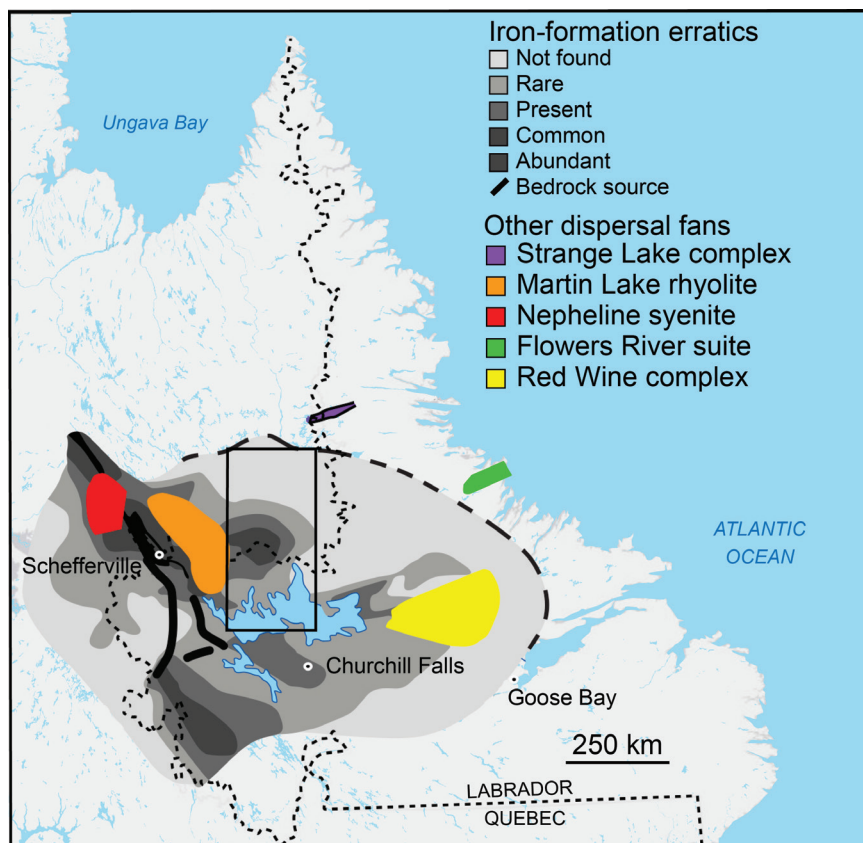 Iron-formation erratics
Not found
Rare
Present
Common
Abundant
Bedrock source
Other dispersal fans
Strange Lake complex
Martin Lake rhyolite
Nepheline syenite
Flowers River suite
Red Wine complex
Ungava Bay
ATLANTIC
OCEAN
Schefferville
Churchill Falls
Goose Bay
250 km
LABRADOR
QUEBEC